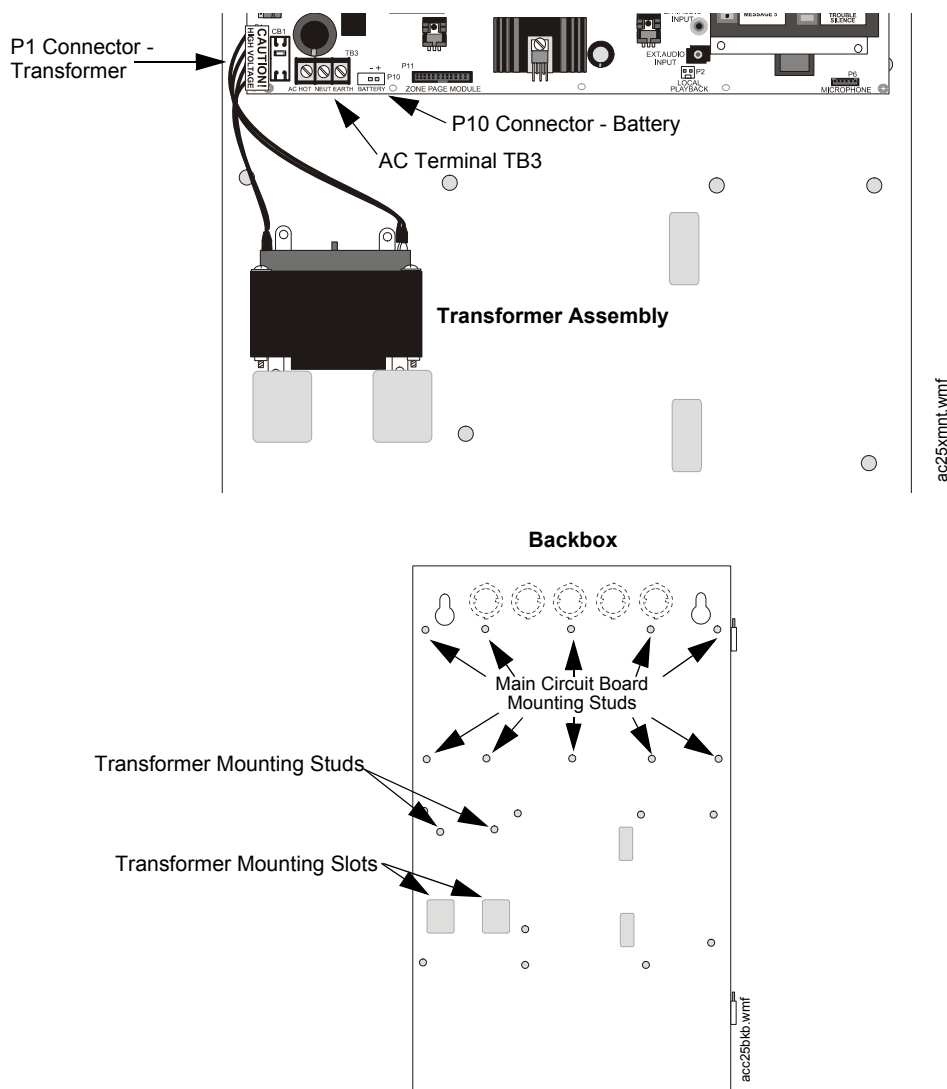 P1 Connector -
Transformer
CAUTION!
HIGH VOLTAGE
CB1
TB3
- +
P10
P11
AC HOT NEUT EARTH BATTERY ZONE PAGE MODULE
INPUT
EXT.AUDIO
INPUT
P2
LOCAL
PLAYBACK
MESSAGE 5
TROUBLE
SILENCE
P6
MICROPHONE
P10 Connector - Battery
AC Terminal TB3
Transformer Assembly
ac25xmnt.wmf
Backbox
Main Circuit Board
Mounting Studs
Transformer Mounting Studs
Transformer Mounting Slots
acc25bkb.wmf